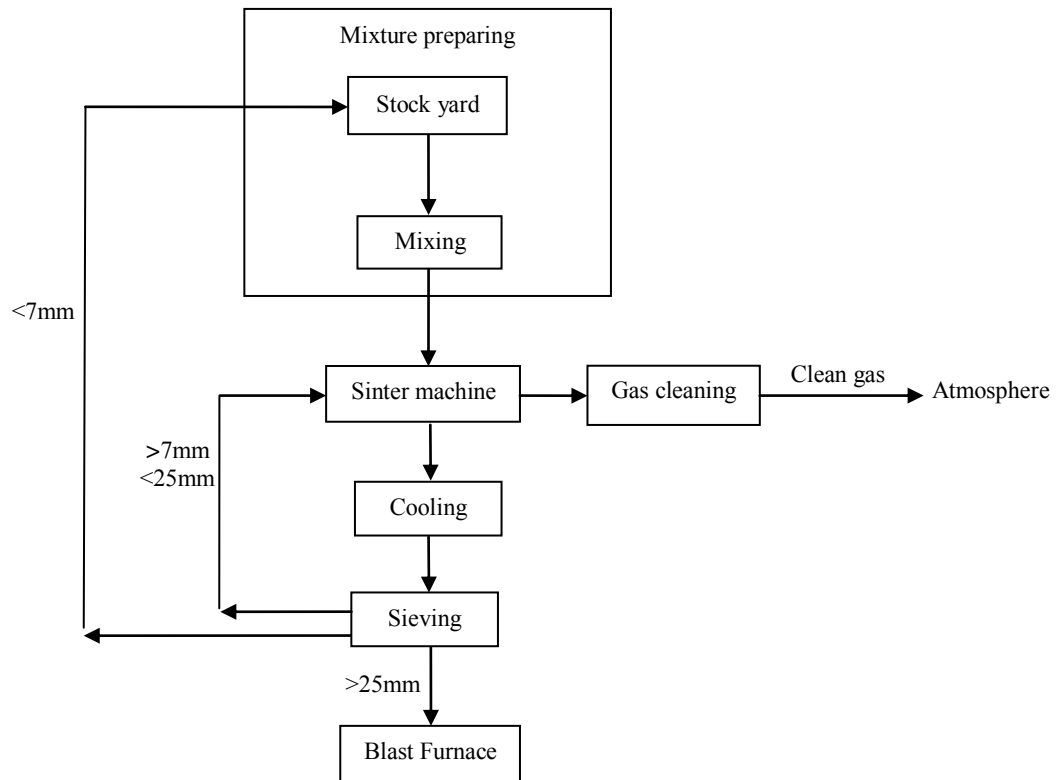 Mixture preparing
Stock yard
Mixing
<7mm
Sinter machine
Gas cleaning
Clean gas
Atmosphere
>7mm
<25mm
Cooling
Sieving
>25mm
Blast Furnace